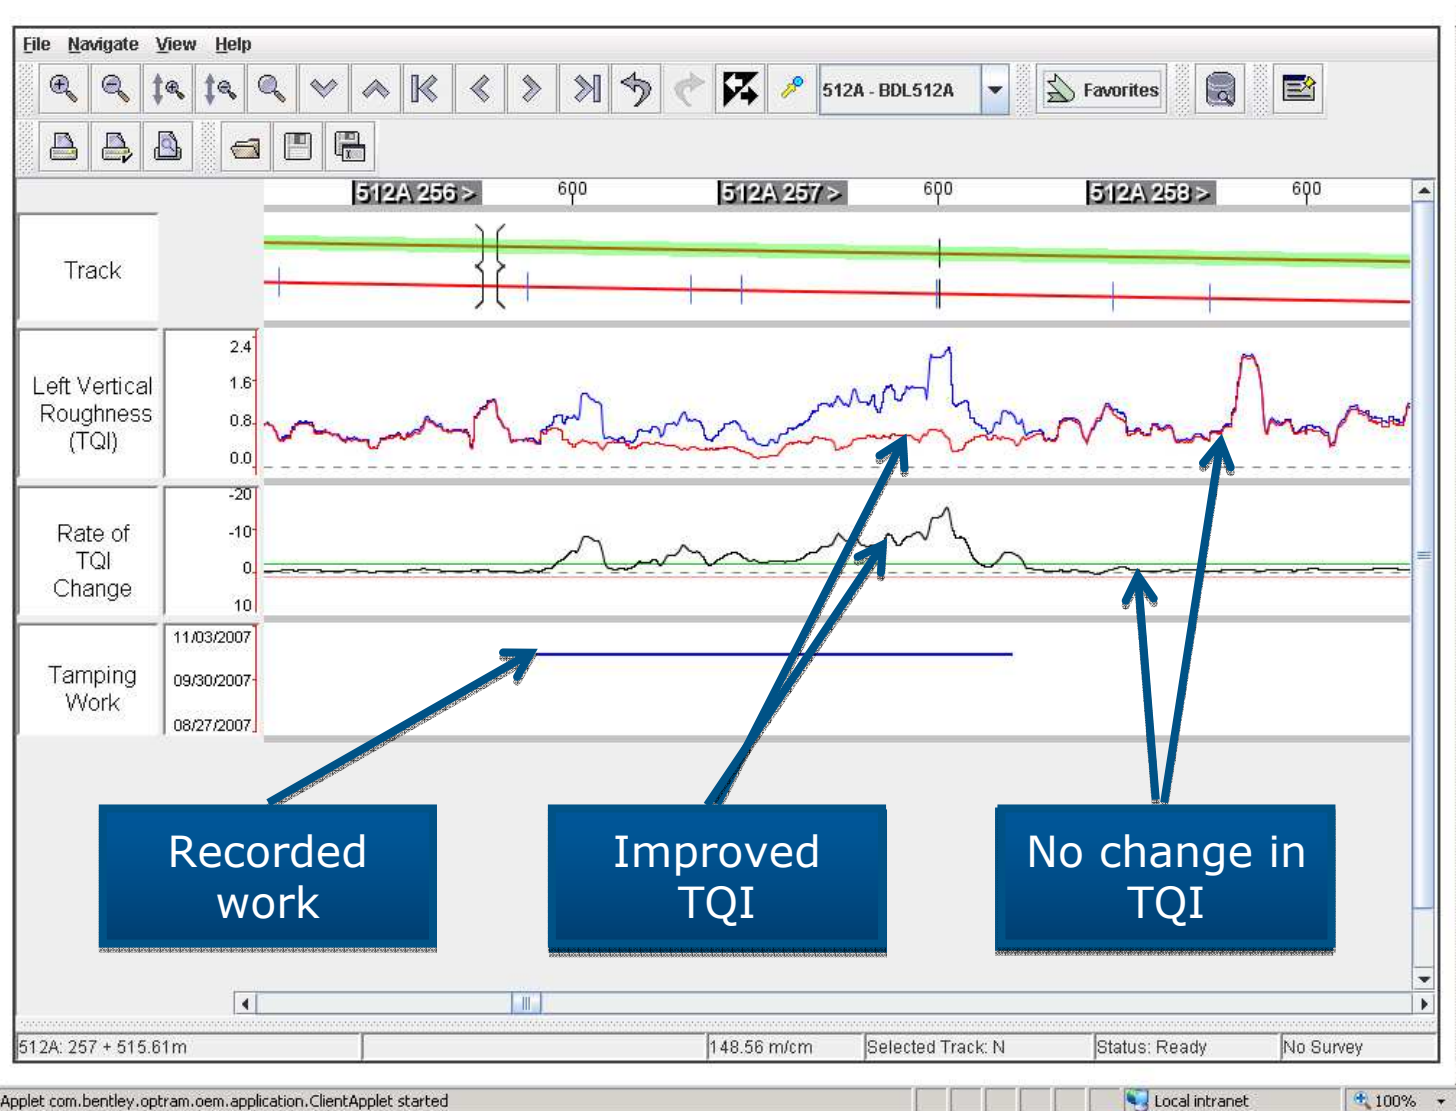 File Navigate View Help
512A - BDL512A
Favorites
512A 256 > 600 512A 257 > 600 512A 258 > 600
Track
Left Vertical
Roughness
(TQI)
2.4
1.6
0.8
0.0
Rate of
TQI
Change
-20
-10
0
10
Tamping
Work
11/03/2007
09/30/2007
08/27/2007
Recorded
work
Improved
TQI
No change in
TQI
512A: 257 + 515.61m 148.56 m/cm Selected Track: N Status: Ready No Survey
Applet com.bentley.optram.oem.application.ClientApplet started Local intranet 100%